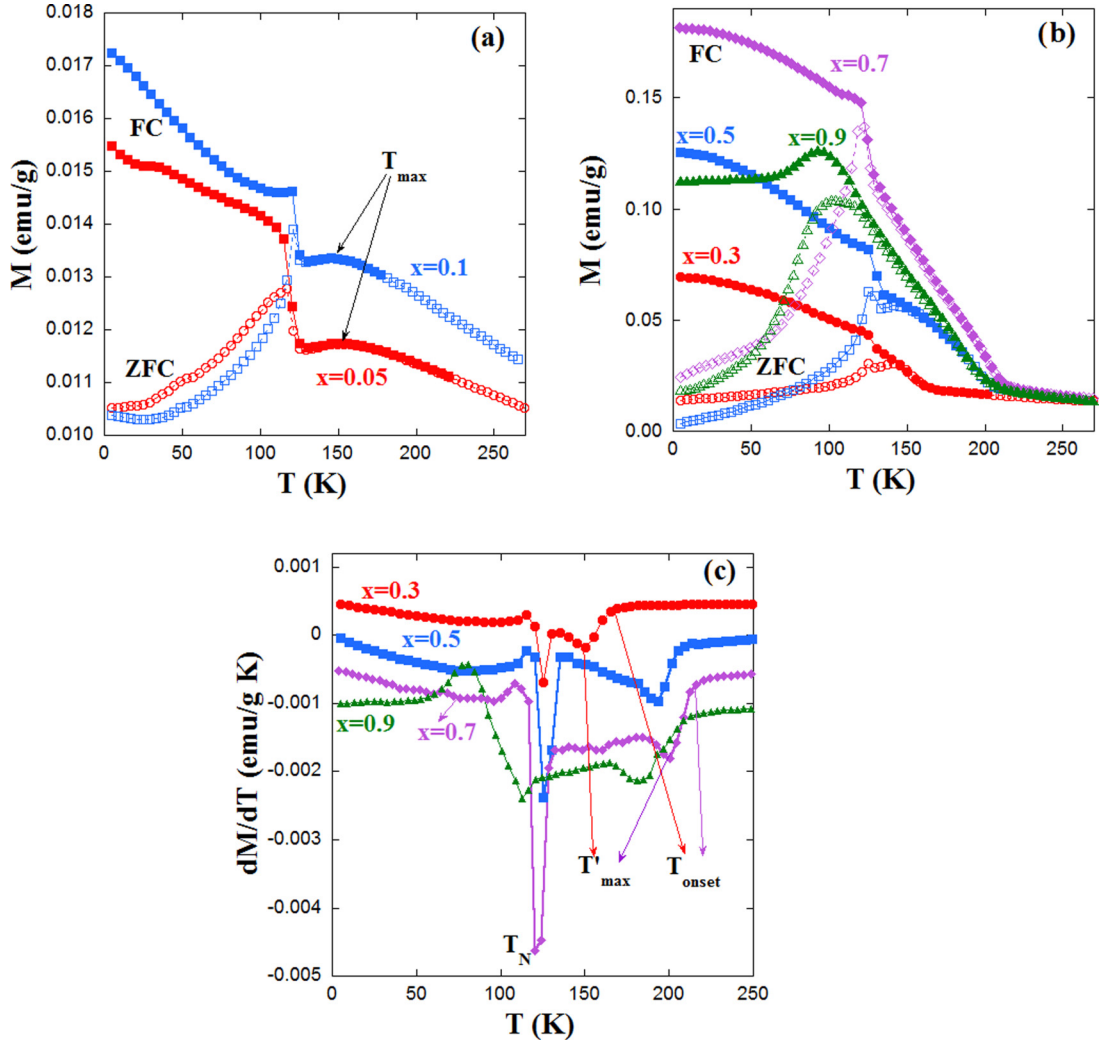 (a)
0.018
0.017
0.016
0.015
0.014
0.013
0.012
0.011
0.010
M (emu/g)
FC
T max
x=0.1
ZFC
x=0.05
0 50 100 150 200 250
T (K)
(b)
FC
x=0.7
0.15
x=0.5
x=0.9
0.10
M (emu/g)
x=0.3
0.05
ZFC
0.00
0 50 100 150 200 250
T (K)
(c)
0.001
x=0.3
0
x=0.5
-0.001
x=0.9
x=0.7
-0.002
dM/dT (emu/g K)
-0.003
T' max
T onset
-0.004
T N
-0.005
0 50 100 150 200 250
T (K)